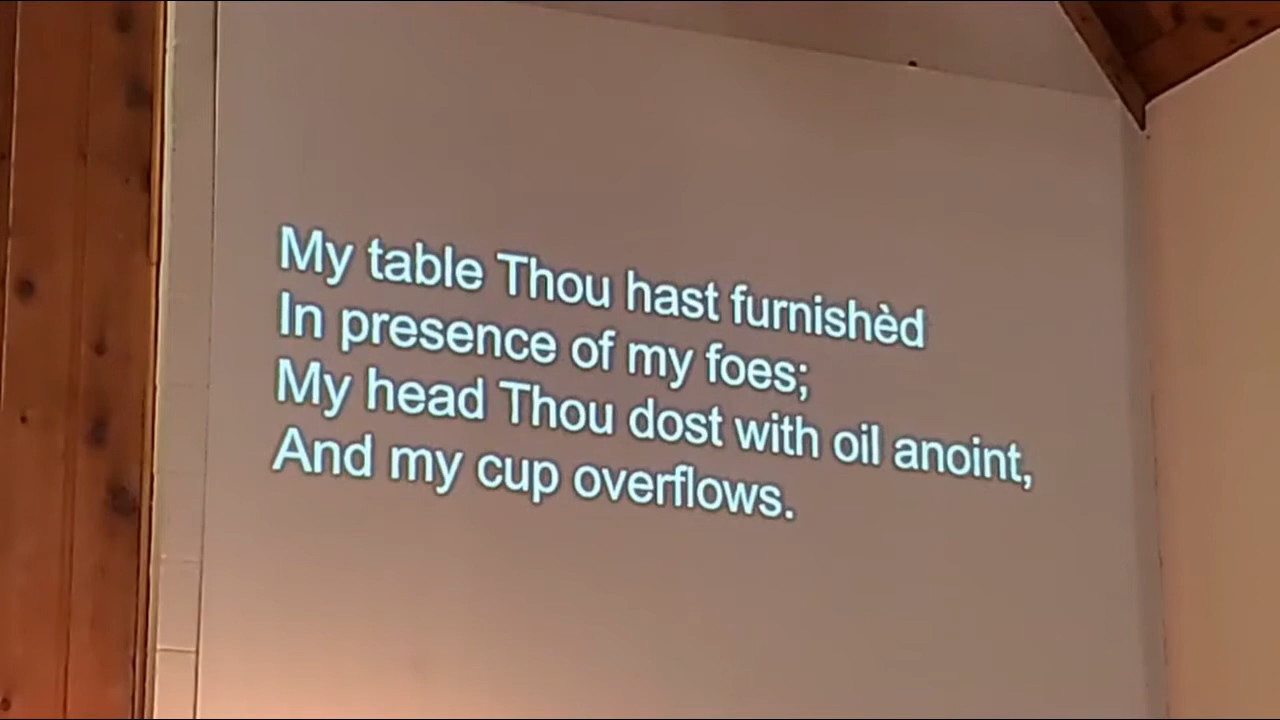 My table Thou hast furnishèd
In presence of my foes;
My head Thou dost with oil anoint,
And my cup overflows.